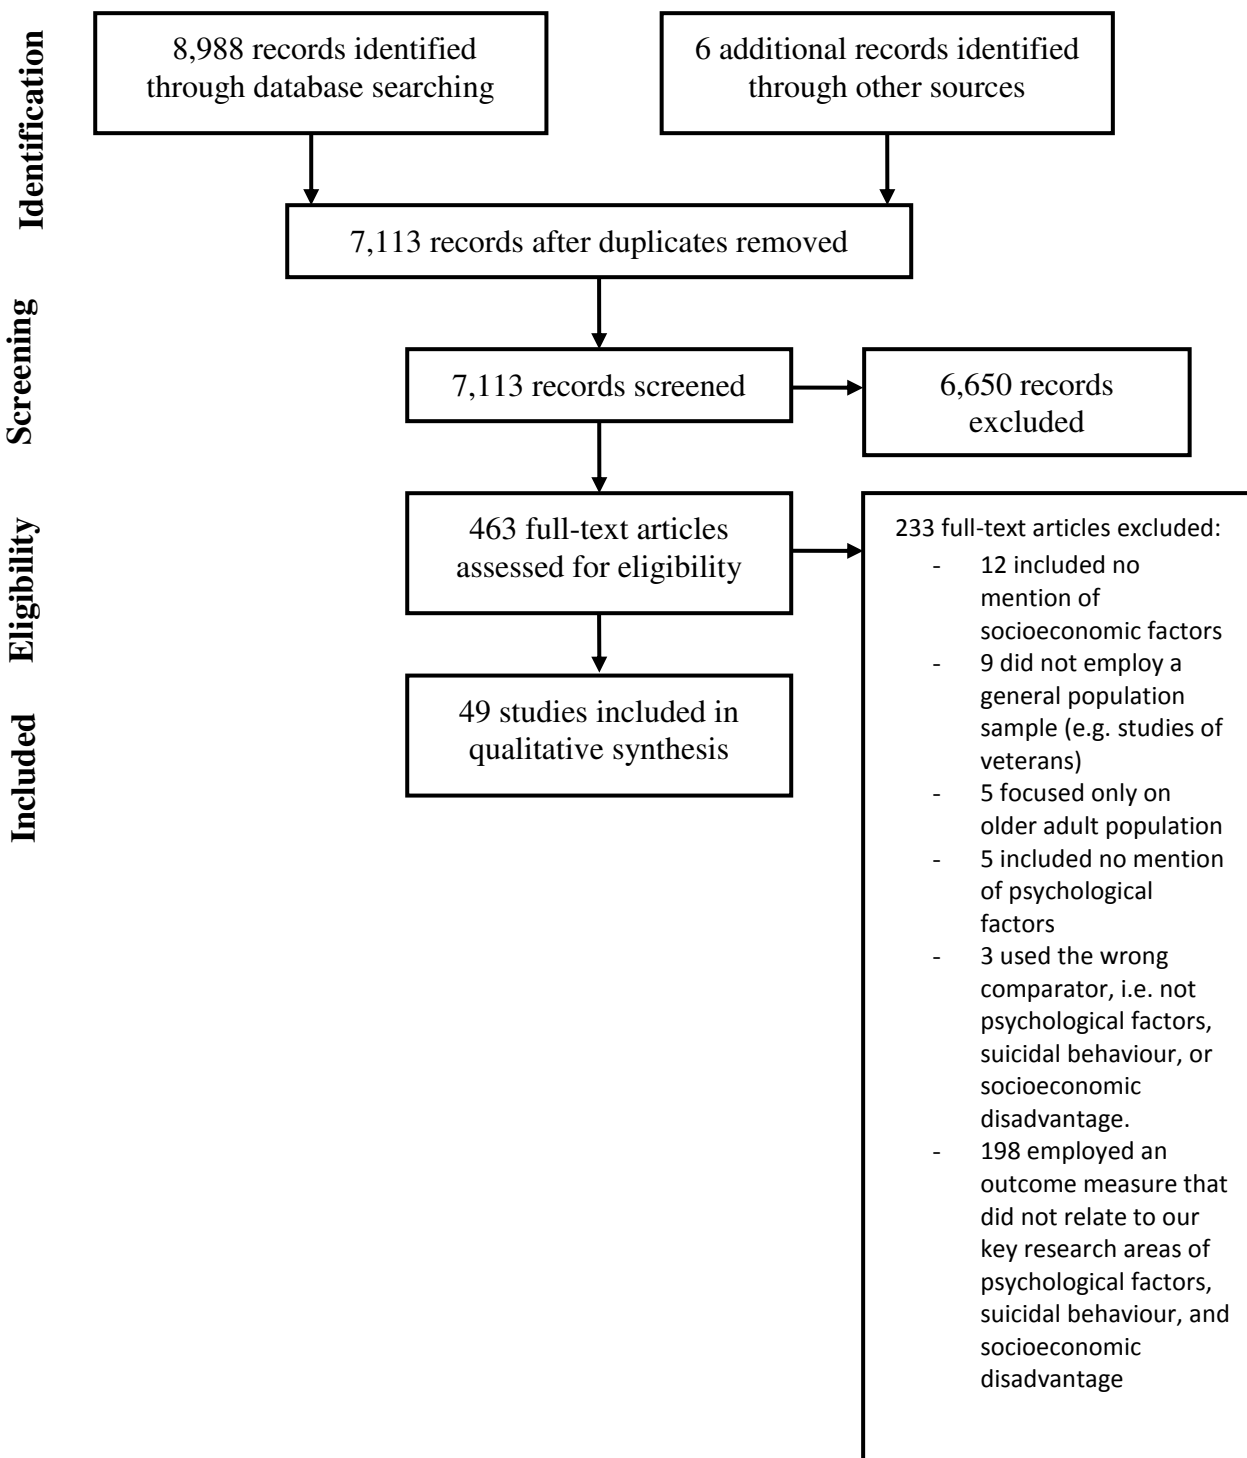 Identification
8,988 records identified
through database searching
6 additional records identified
through other sources
7,113 records after duplicates removed
Screening
7,113 records screened
6,650 records
excluded
Eligibility
463 full-text articles
assessed for eligibility
233 full-text articles excluded:
- 12 included no
mention of
socioeconomic factors
- 9 did not employ a
general population
sample (e.g. studies of
veterans)
- 5 focused only on
older adult population
- 5 included no mention
of psychological
factors
- 3 used the wrong
comparator, i.e. not
psychological factors,
suicidal behaviour, or
socioeconomic
disadvantage.
- 198 employed an
outcome measure that
did not relate to our
key research areas of
psychological factors,
suicidal behaviour, and
socioeconomic
disadvantage
Included
49 studies included in
qualitative synthesis